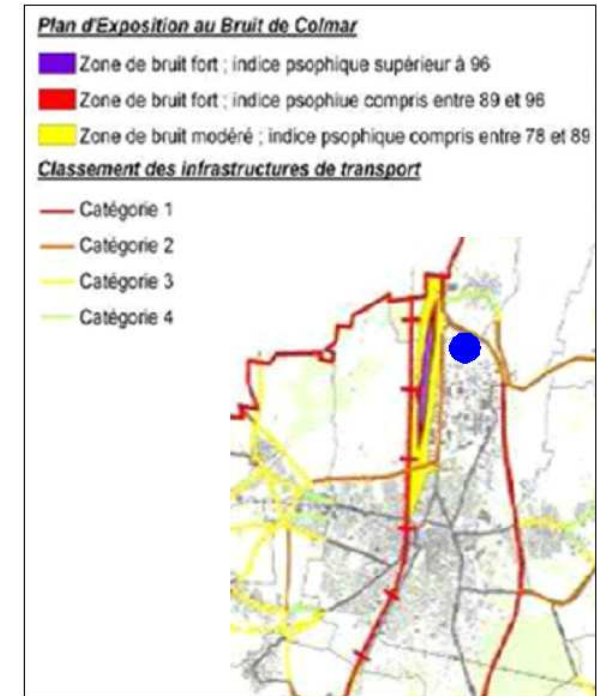 Plan d'Exposition au Bruit de Colmar
Zone de bruit fort ; indice psophique supérieur à 96
Zone de bruit fort ; indice psophiue compris entre 89 et 96
Zone de bruit modéré ; indice psophique compris entre 78 et 89
Classement des infrastructures de transport
Catégorie 1
Catégorie 2
Catégorie 3
Catégorie 4